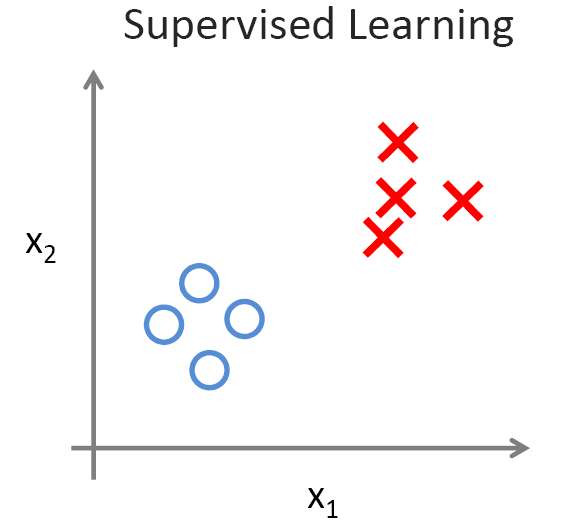 Supervised Learning
x₂
x₁